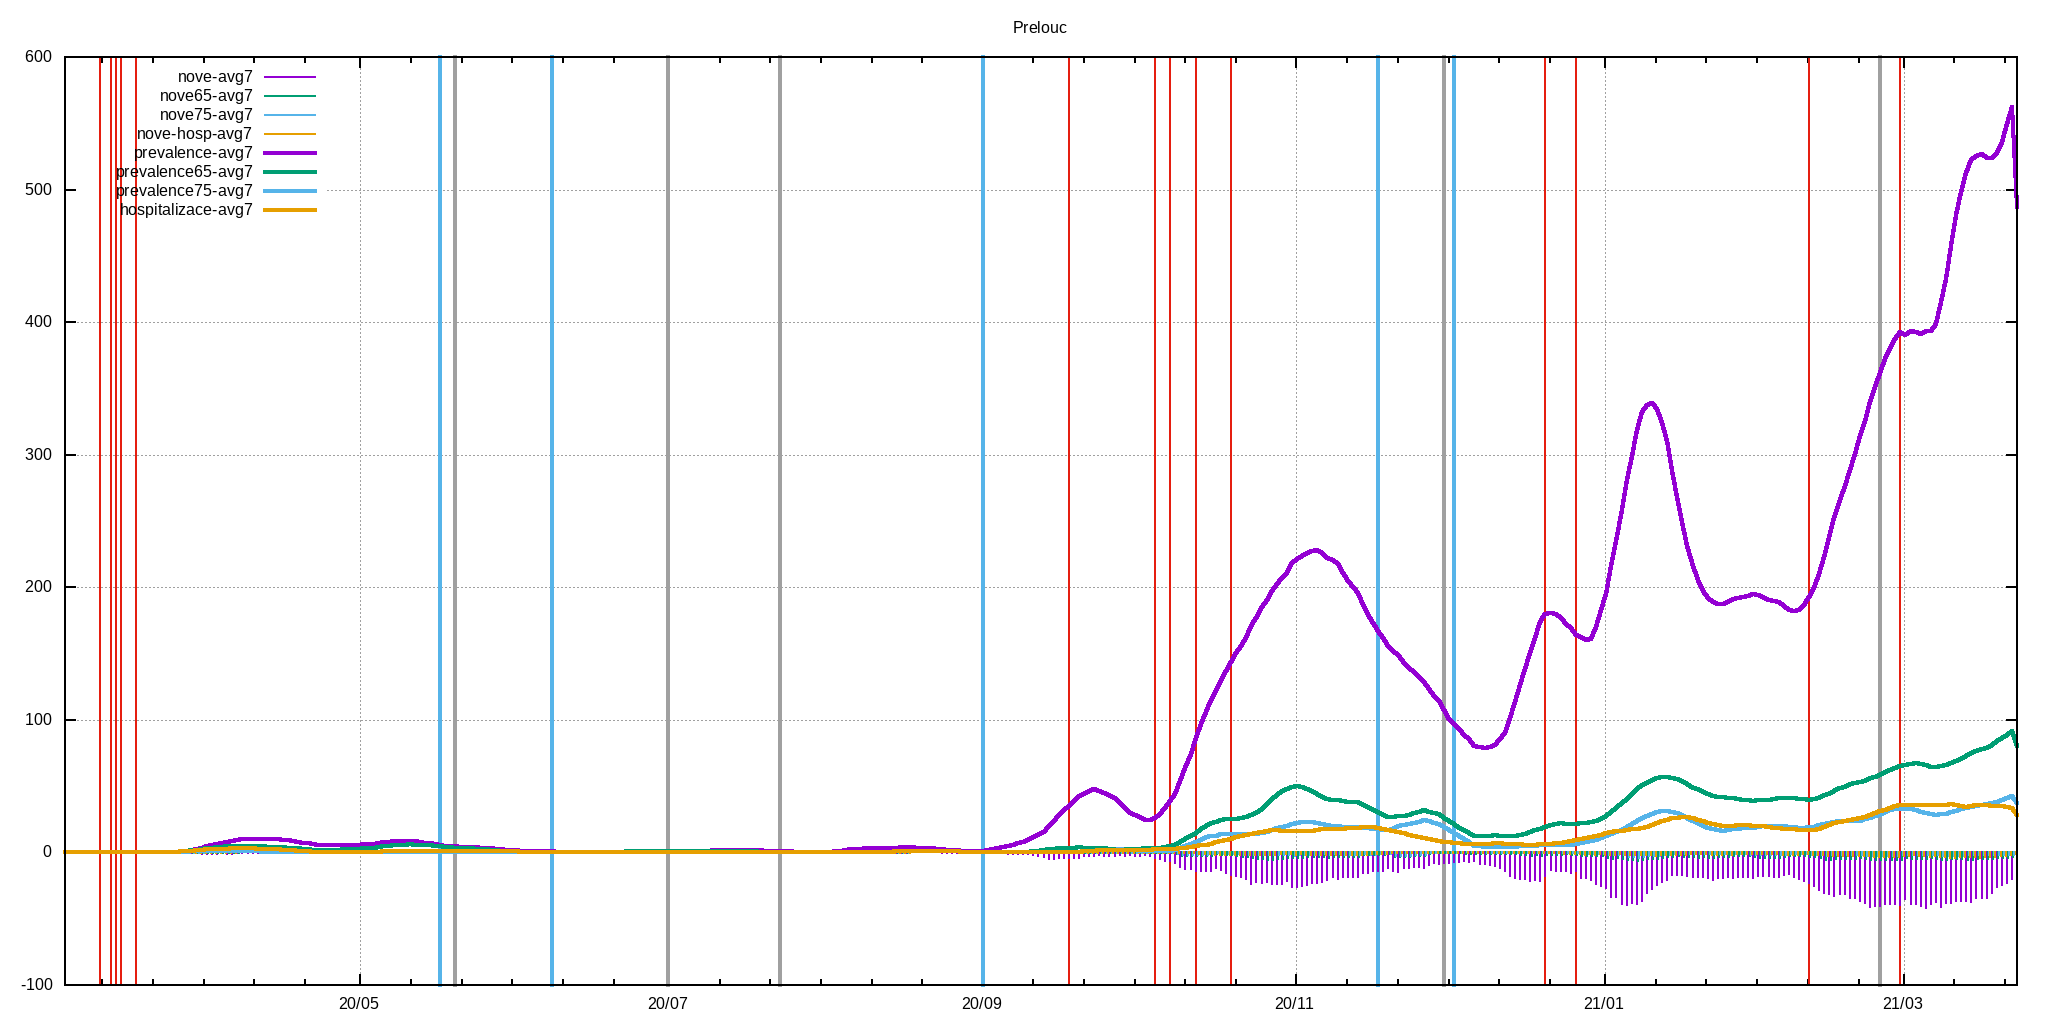 Prelouc
600
500
400
300
200
100
0
-100
nove-avg7
nove65-avg7
nove75-avg7
nove-hosp-avg7
prevalence-avg7
prevalence65-avg7
prevalence75-avg7
hospitalizace-avg7
20/05 20/07 20/09 20/11 21/01 21/03